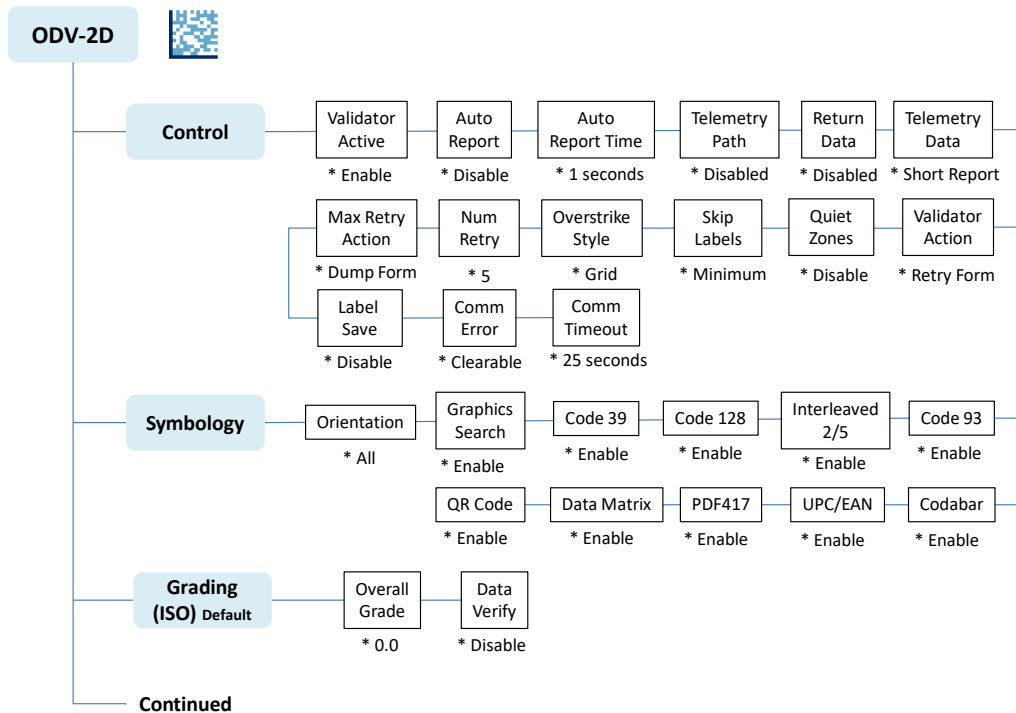 ODV-2D
Control
Validator
Active
* Enable
Auto
Report
* Disable
Auto
Report Time
* 1 seconds
Telemetry
Path
* Disabled
Return
Data
* Disabled
Telemetry
Data
* Short Report
Max Retry
Action
* Dump Form
Num
Retry
* 5
Overstrike
Style
* Grid
Skip
Labels
* Minimum
Quiet
Zones
* Disable
Validator
Action
* Retry Form
Label
Save
* Disable
Comm
Error
* Clearable
Comm
Timeout
* 25 seconds
Symbology
Orientation
* All
Graphics
Search
* Enable
Code 39
* Enable
Code 128
* Enable
Interleaved
2/5
* Enable
Code 93
* Enable
QR Code
* Enable
Data Matrix
* Enable
PDF417
* Enable
UPC/EAN
* Enable
Codabar
* Enable
Grading
(ISO) Default
Overall
Grade
* 0.0
Data
Verify
* Disable
Continued